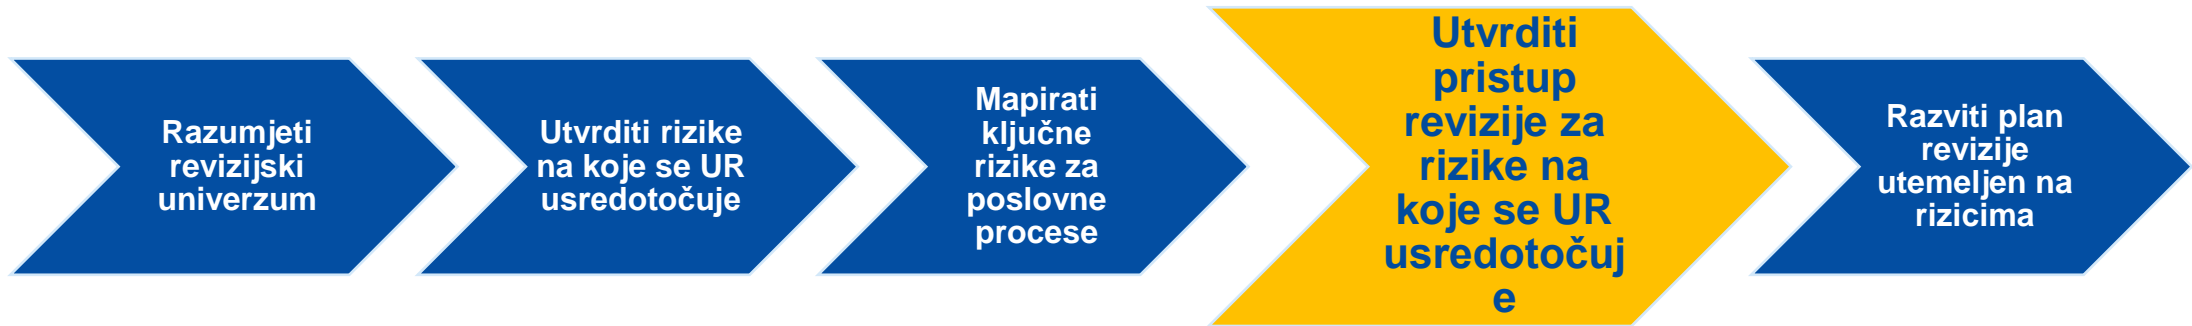 Razumjeti
revizijski
univerzum
Utvrditi rizike
na koje se UR
usredotočuje
Mapirati
ključne
rizike za
poslovne
procese
Utvrditi
pristup
revizije za
rizike na
koje se UR
usredotočuj
e
Razviti plan
revizije
utemeljen na
rizicima